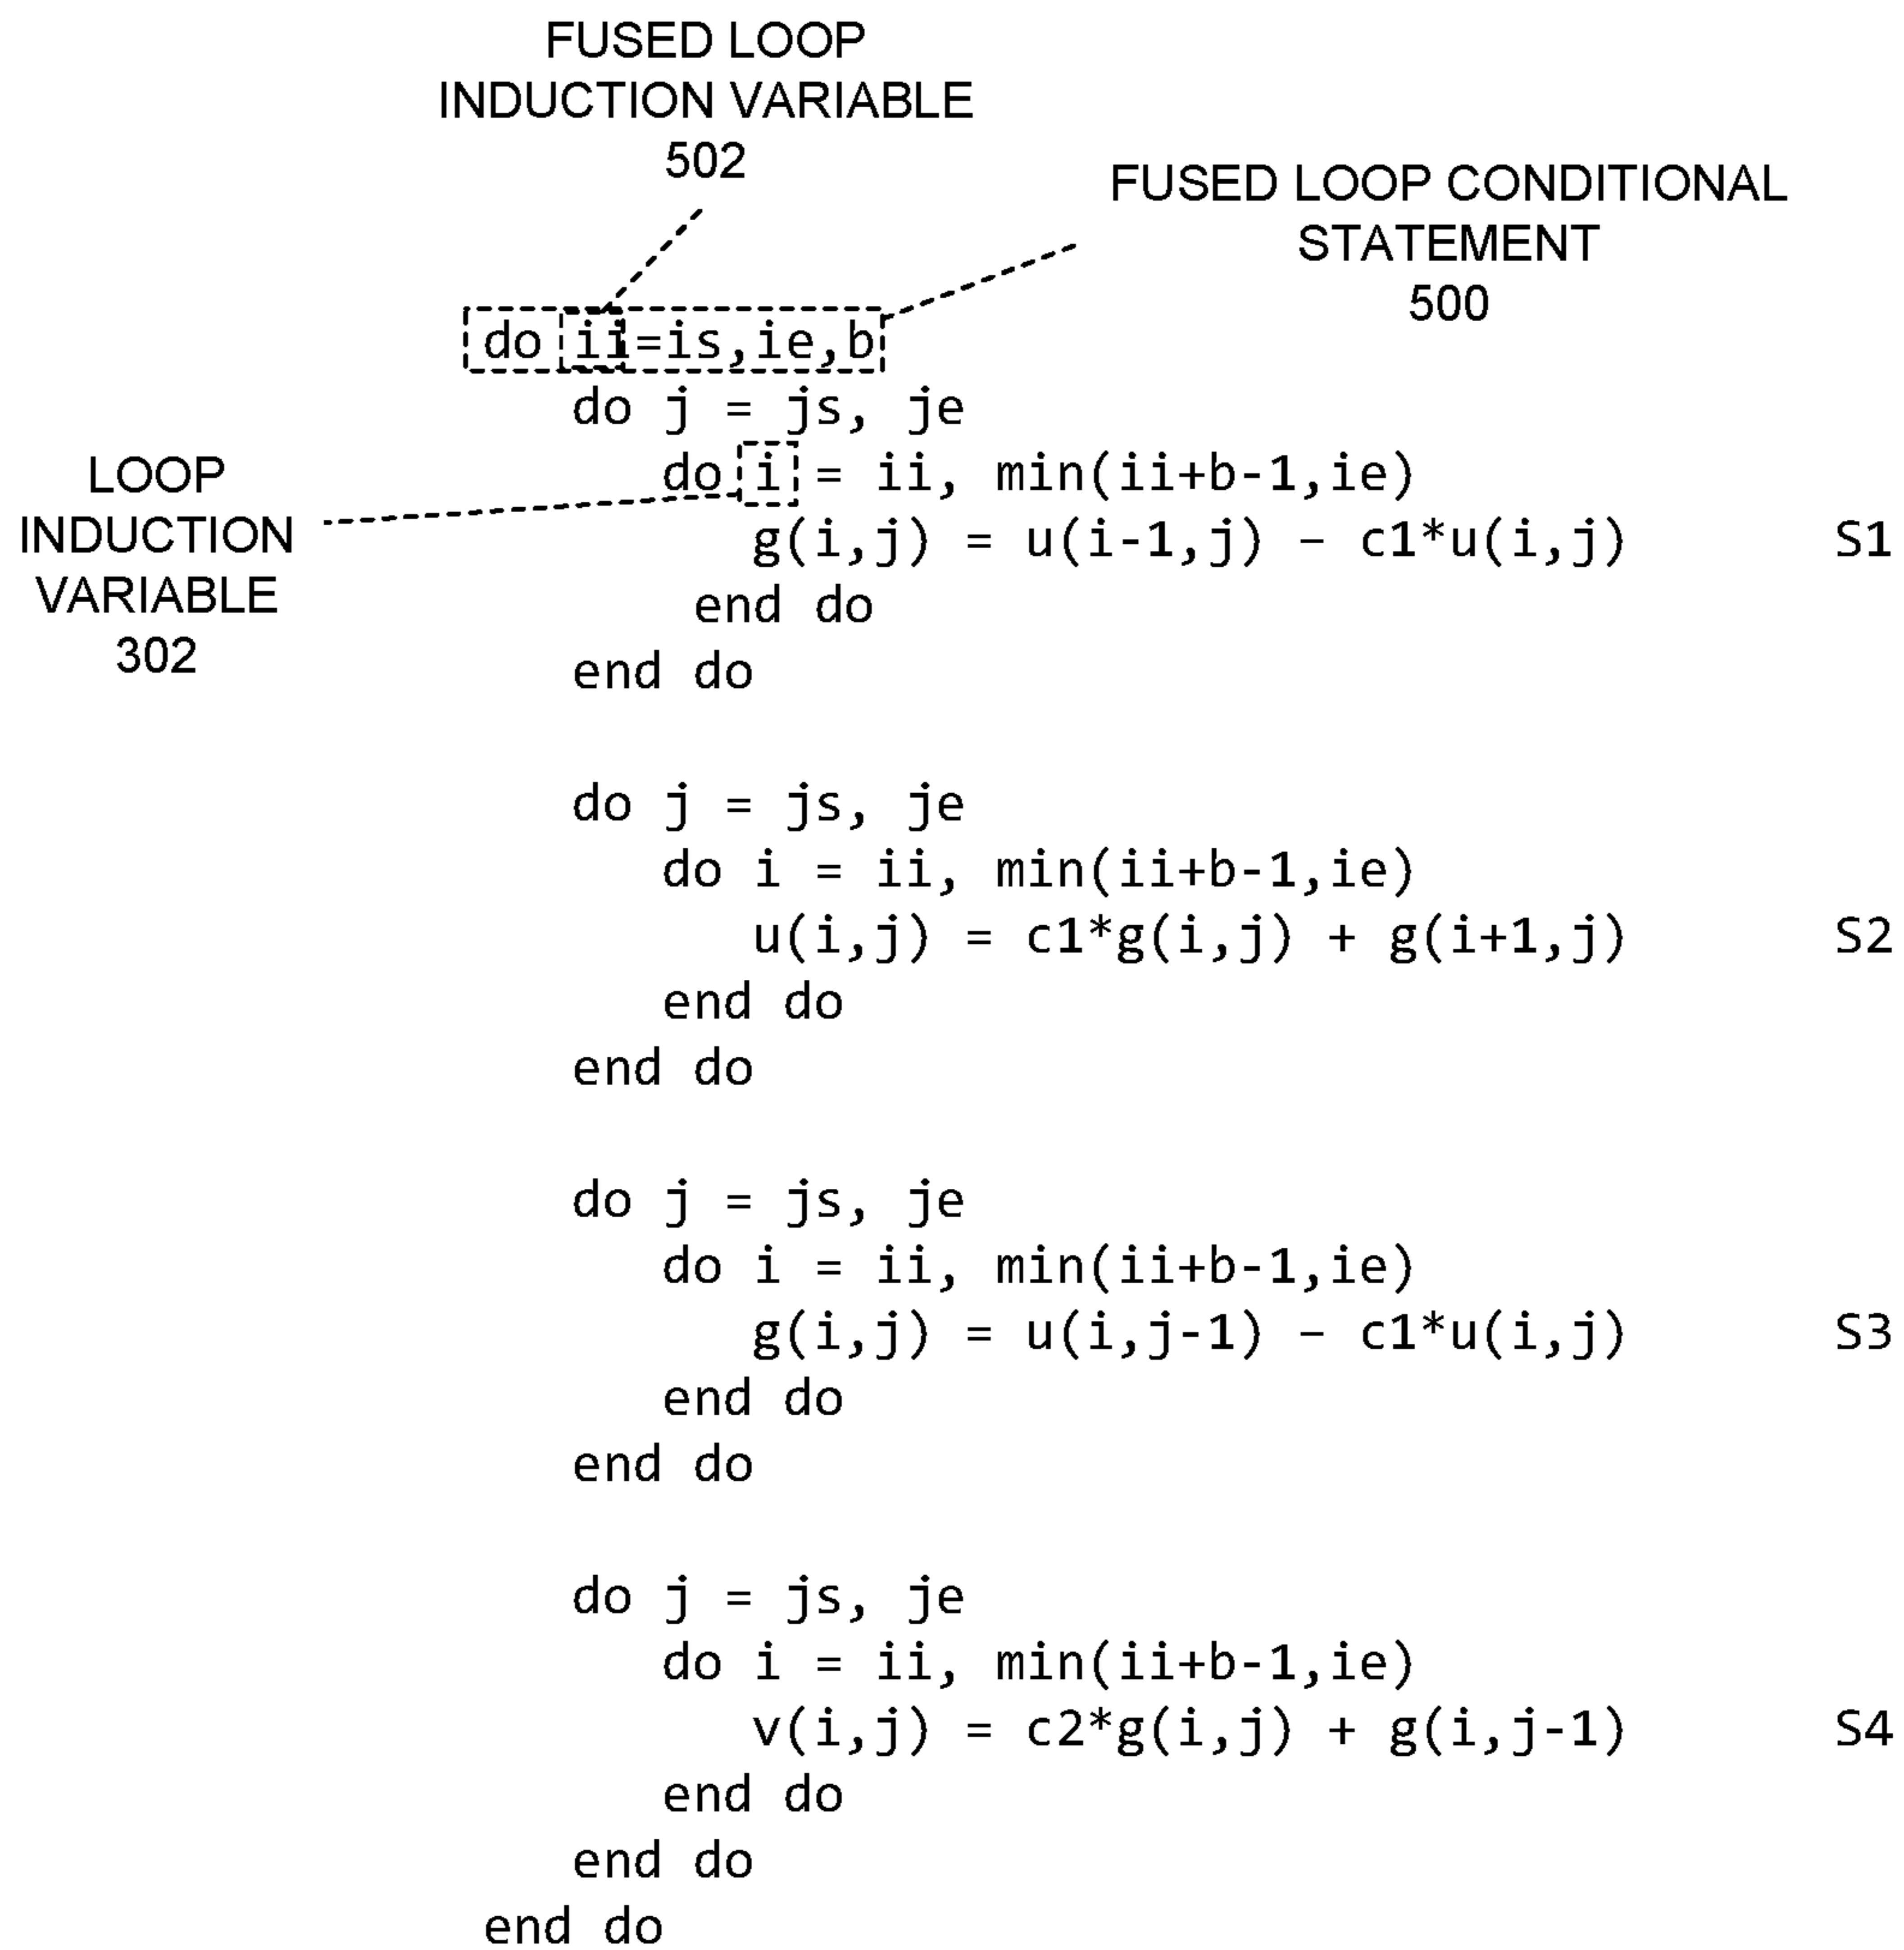 FUSED LOOP
INDUCTION VARIABLE
502
FUSED LOOP CONDITIONAL
STATEMENT
500
do ii=is,ie,b
do j = js, je
LOOP
INDUCTION
VARIABLE
302
do i = ii, min(ii+b-1,ie)
g(i,j) = u(i-1,j) – c1*u(i,j) S1
end do
end do
do j = js, je
do i = ii, min(ii+b-1,ie)
u(i,j) = c1*g(i,j) + g(i+1,j) S2
end do
end do
do j = js, je
do i = ii, min(ii+b-1,ie)
g(i,j) = u(i,j-1) – c1*u(i,j) S3
end do
end do
do j = js, je
do i = ii, min(ii+b-1,ie)
v(i,j) = c2*g(i,j) + g(i,j-1) S4
end do
end do
end do